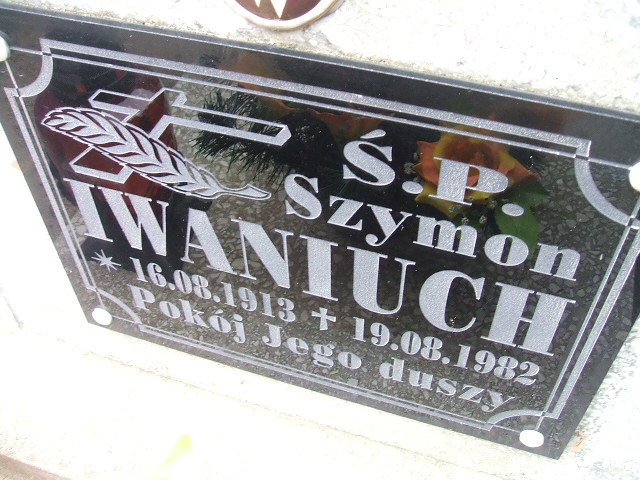 Ś.P.
Szymon
IWANIUCH
* 16.08.1913 ✝ 19.08.1982
Pokój Jego duszy